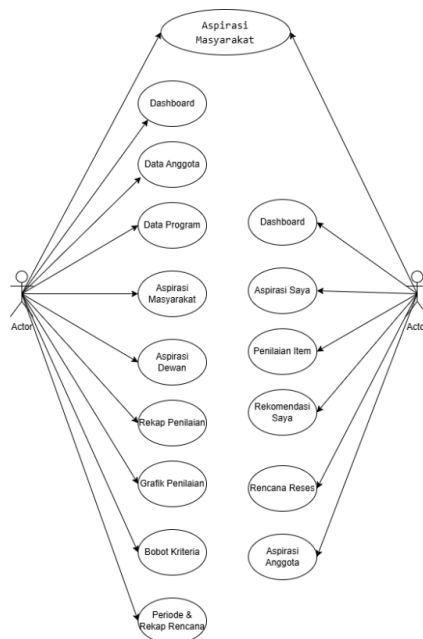 Aspirasi
Masyarakat
Dashboard
Data Anggota
Data Program
Aspirasi
Masyarakat
Aspirasi
Dewan
Rekap Penilaian
Grafik Penilaian
Bobot Kriteria
Periode &
Rekap Rencana
Actor
Dashboard
Aspirasi Saya
Penilaian Item
Rekomendasi
Saya
Rencana Reses
Aspirasi
Anggota
Actor